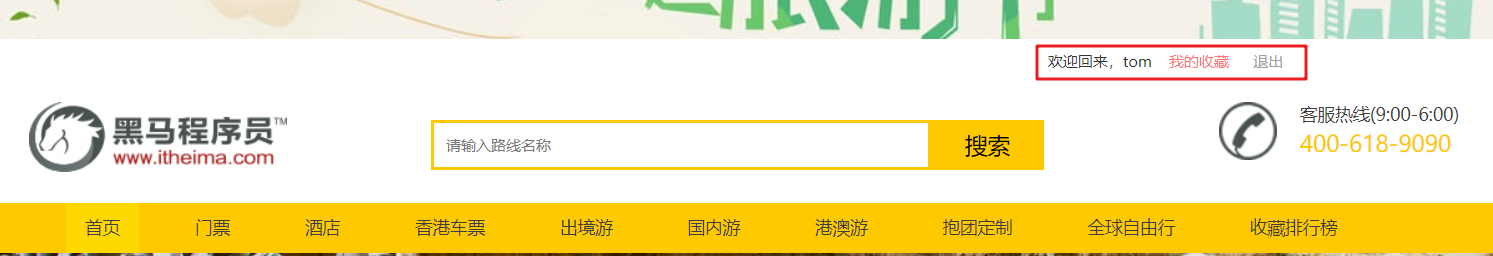 欢迎回来，tom 我的收藏 退出
黑马程序员™
www.itheima.com
请输入路线名称
搜索
客服热线(9:00-6:00)
400-618-9090
首页 门票 酒店 香港车票 出境游 国内游 港澳游 抱团定制 全球自由行 收藏排行榜